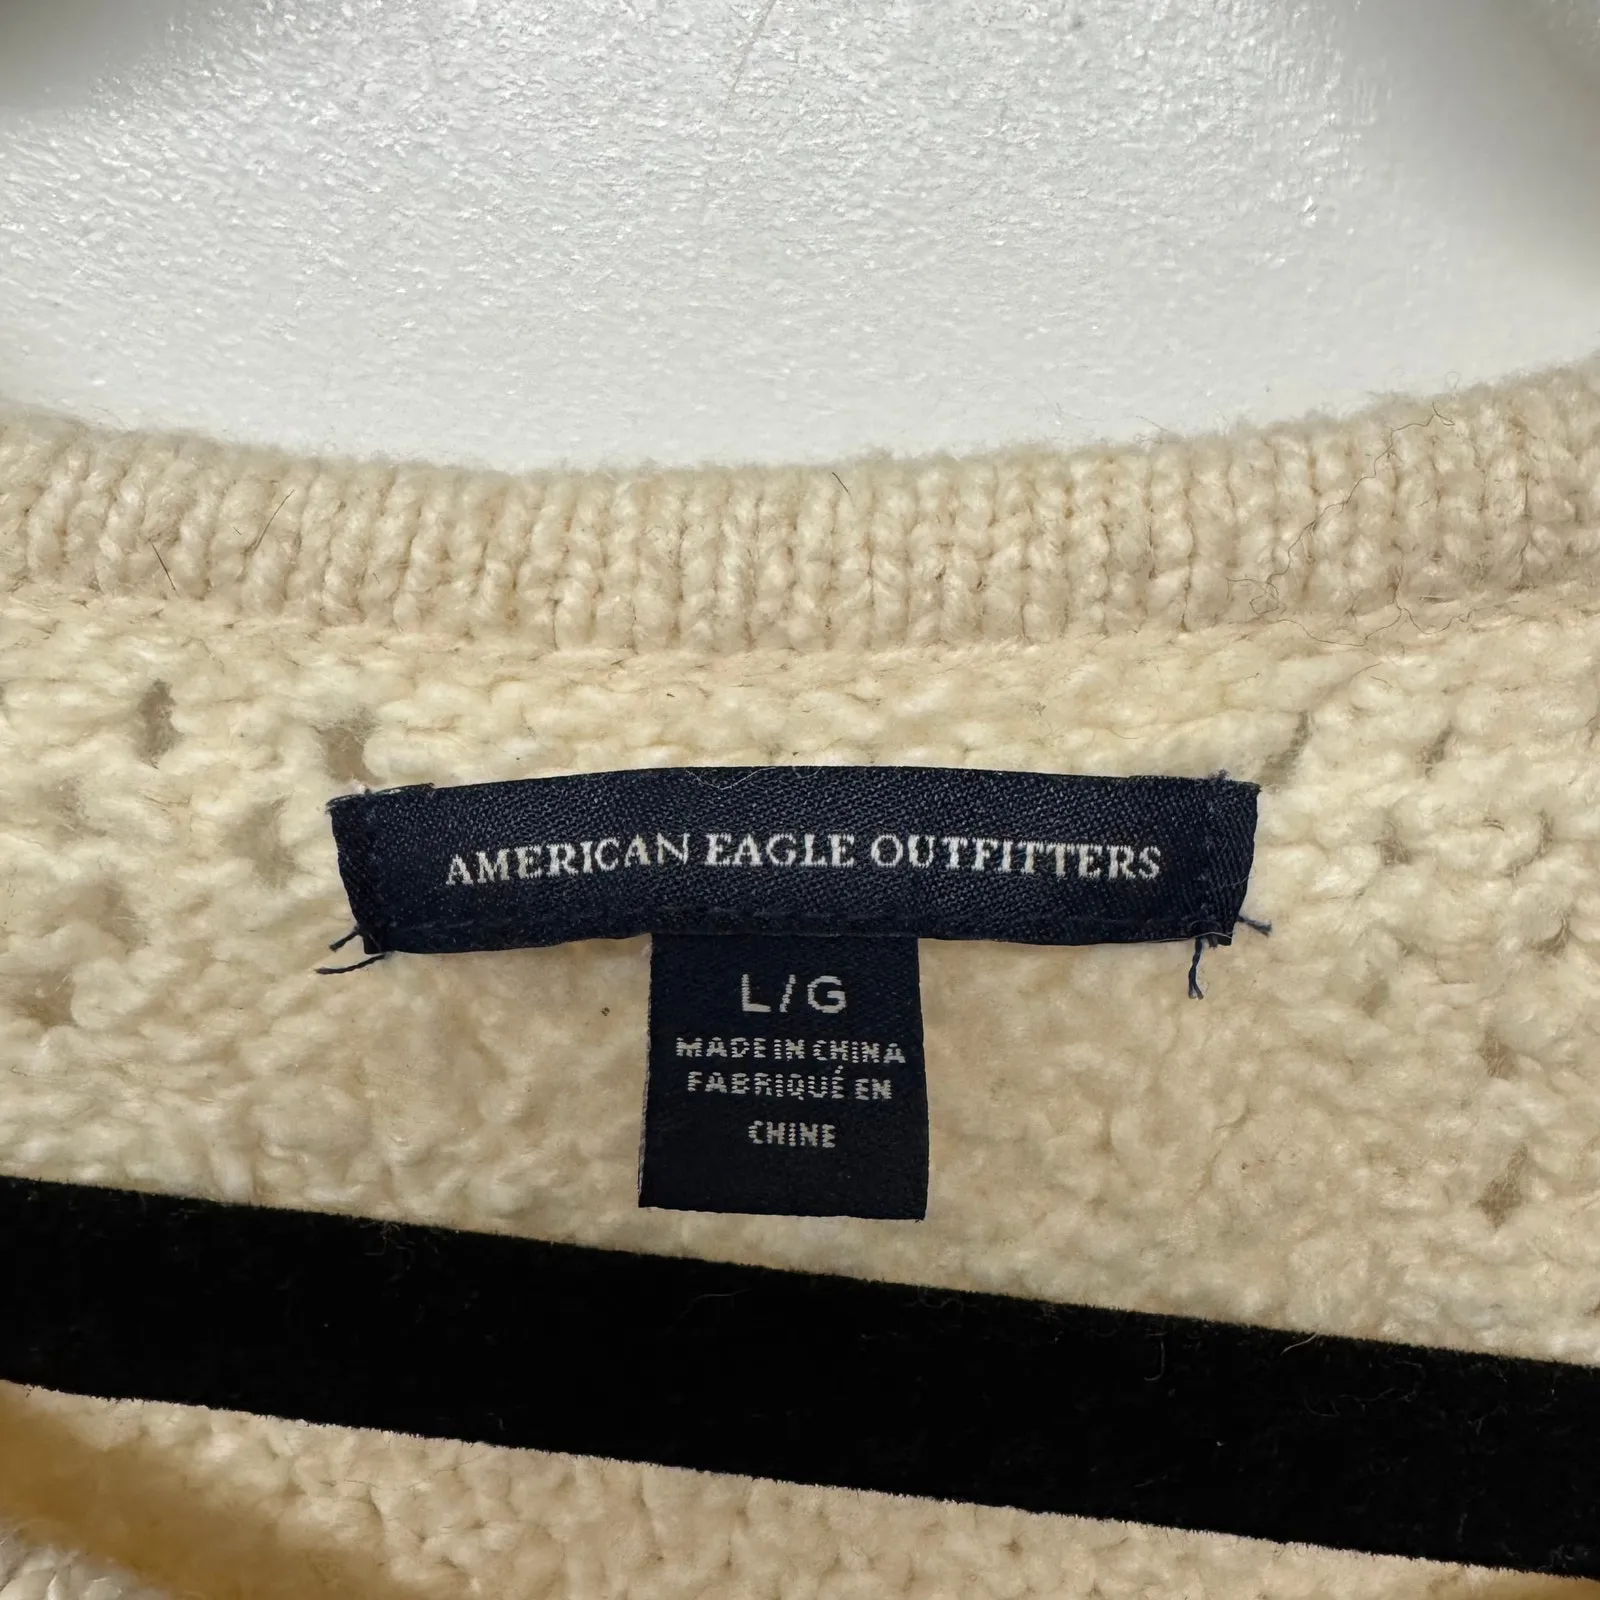 AMERICAN EAGLE OUTFITTERS
L/G
MADE IN CHINA
FABRIQUÉ EN
CHINE